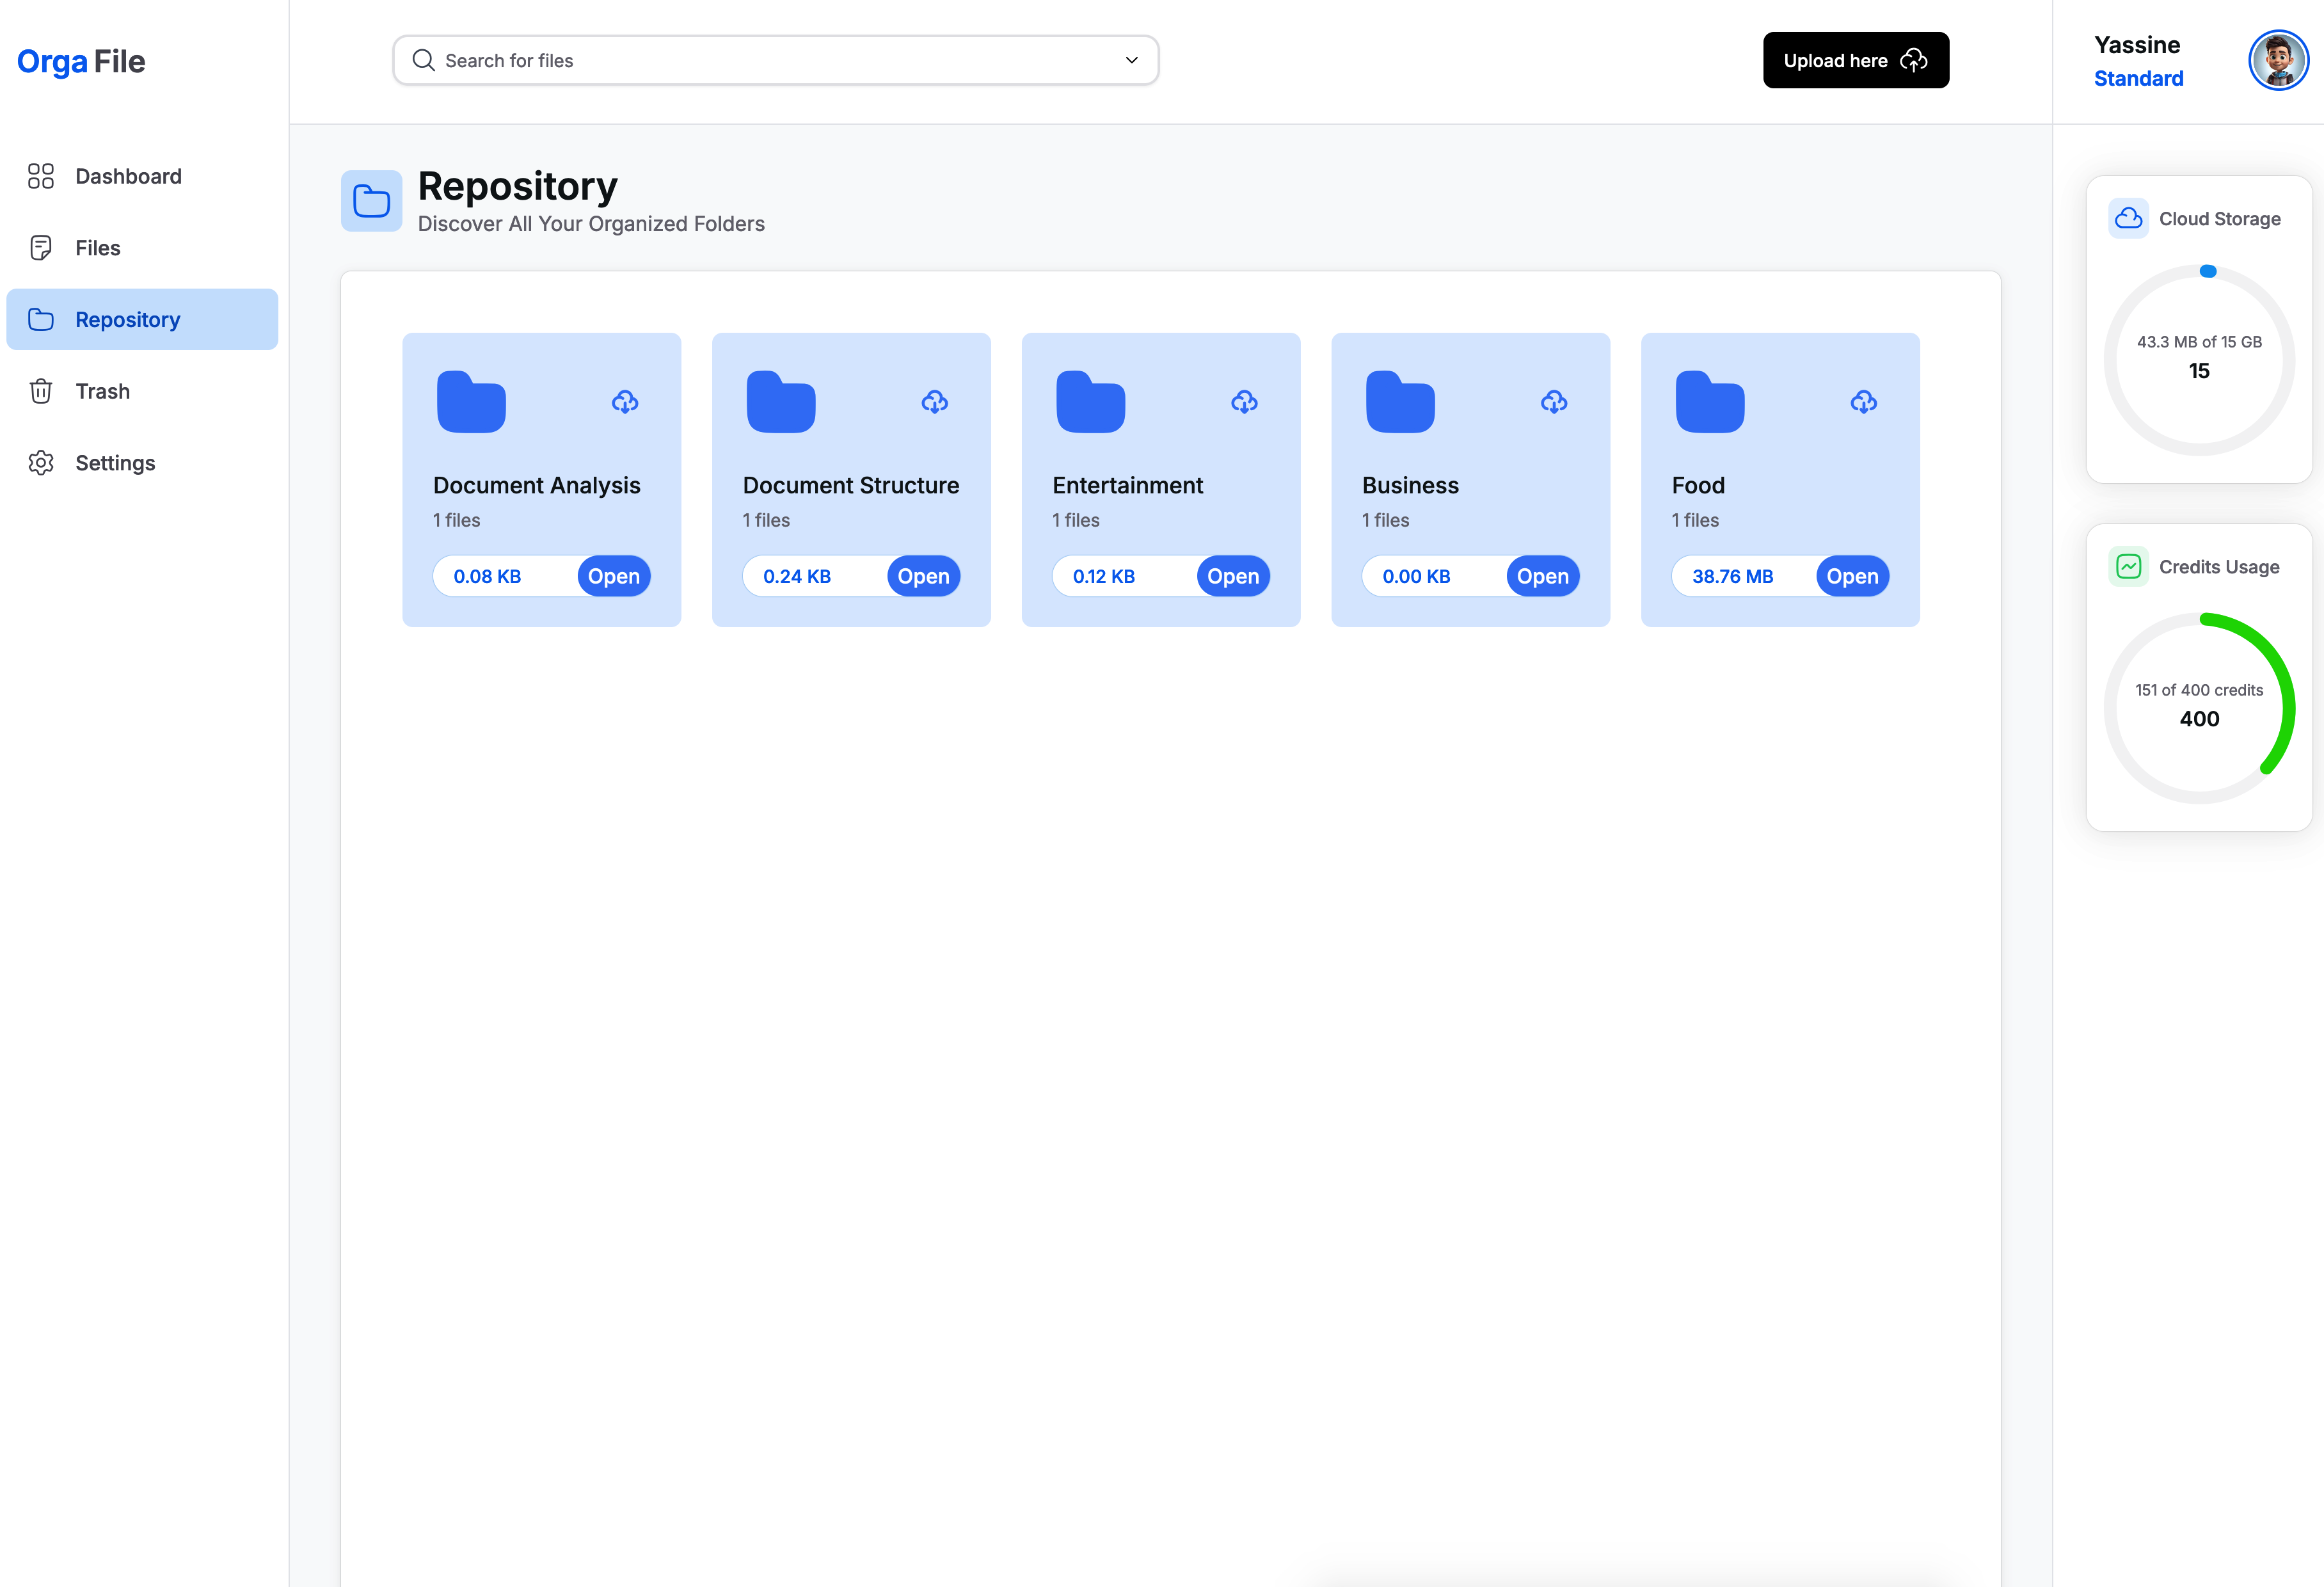 Orga File
Dashboard
Files
Repository
Trash
Settings
Search for files
Upload here
Yassine
Standard
Repository
Discover All Your Organized Folders
Document Analysis
1 files
0.08 KB
Open
Document Structure
1 files
0.24 KB
Open
Entertainment
1 files
0.12 KB
Open
Business
1 files
0.00 KB
Open
Food
1 files
38.76 MB
Open
Cloud Storage
43.3 MB of 15 GB
15
Credits Usage
151 of 400 credits
400